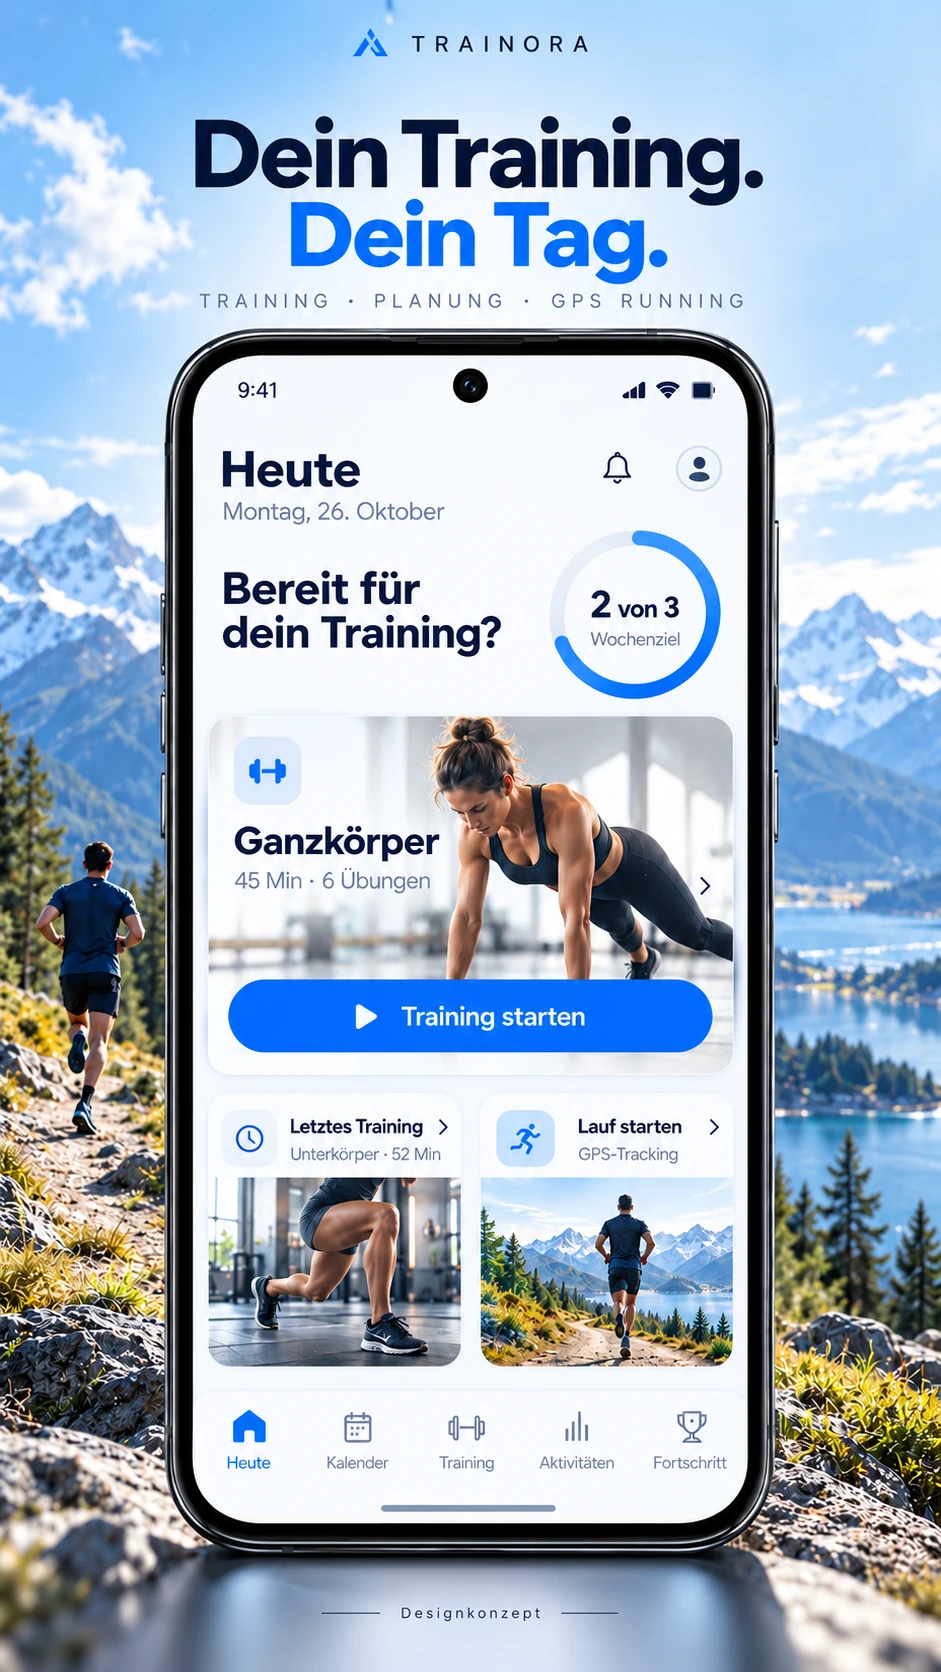 TRAINORA
Dein Training.
Dein Tag.
TRAINING · PLANUNG · GPS RUNNING
9:41
Heute
Montag, 26. Oktober
Bereit für
dein Training?
2 von 3
Wochenziel
Ganzkörper
45 Min · 6 Übungen
Training starten
Letztes Training
Unterkörper · 52 Min
Lauf starten
GPS-Tracking
Heute
Kalender
Training
Aktivitäten
Fortschritt
Designkonzept